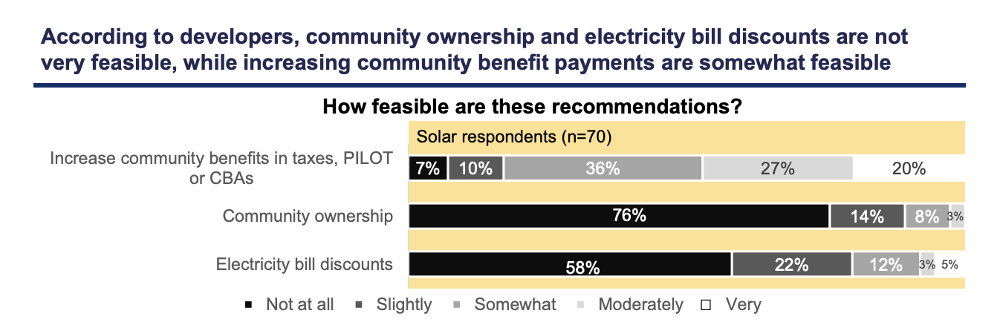 According to developers, community ownership and electricity bill discounts are not
very feasible, while increasing community benefit payments are somewhat feasible
How feasible are these recommendations?
Solar respondents (n=70)
Increase community benefits in taxes, PILOT
or CBAs
7% 10% 36% 27% 20%
Community ownership
76% 14% 8% 3%
Electricity bill discounts
58% 22% 12% 3% 5%
Not at all Slightly Somewhat Moderately Very